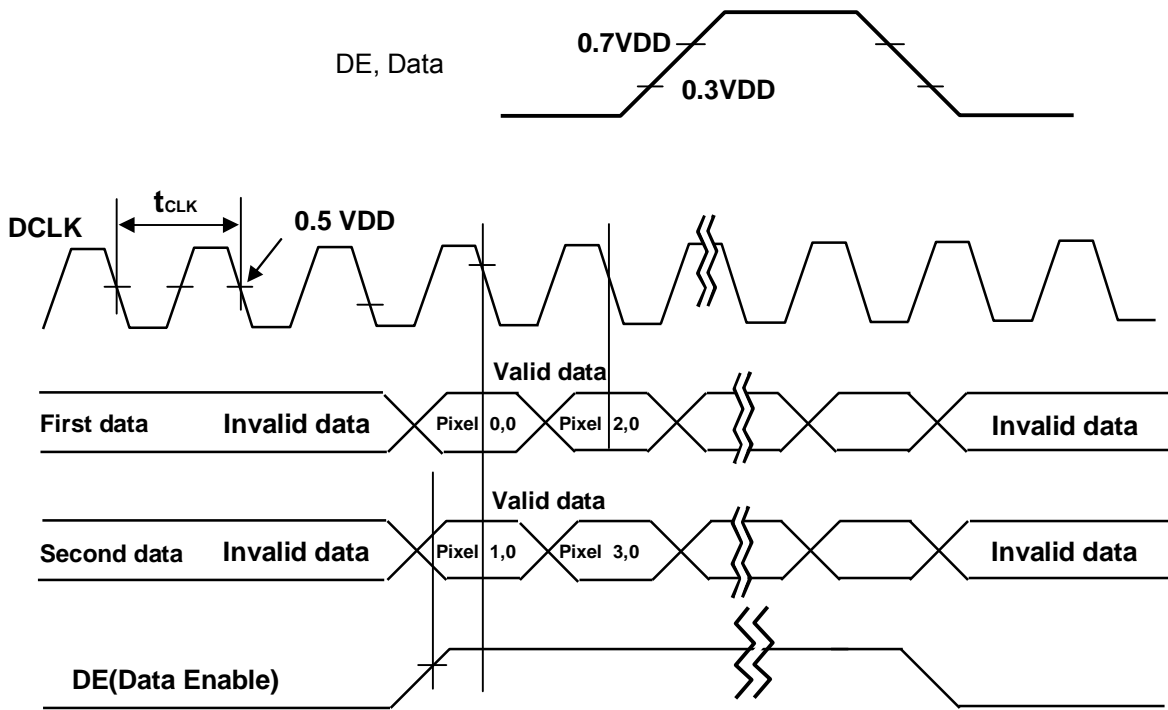 0.7VDD
DE, Data
0.3VDD
tCLK
DCLK
0.5 VDD
Valid data
First data Invalid data Pixel 0,0 Pixel 2,0 Invalid data
Valid data
Second data Invalid data Pixel 1,0 Pixel 3,0 Invalid data
DE(Data Enable)